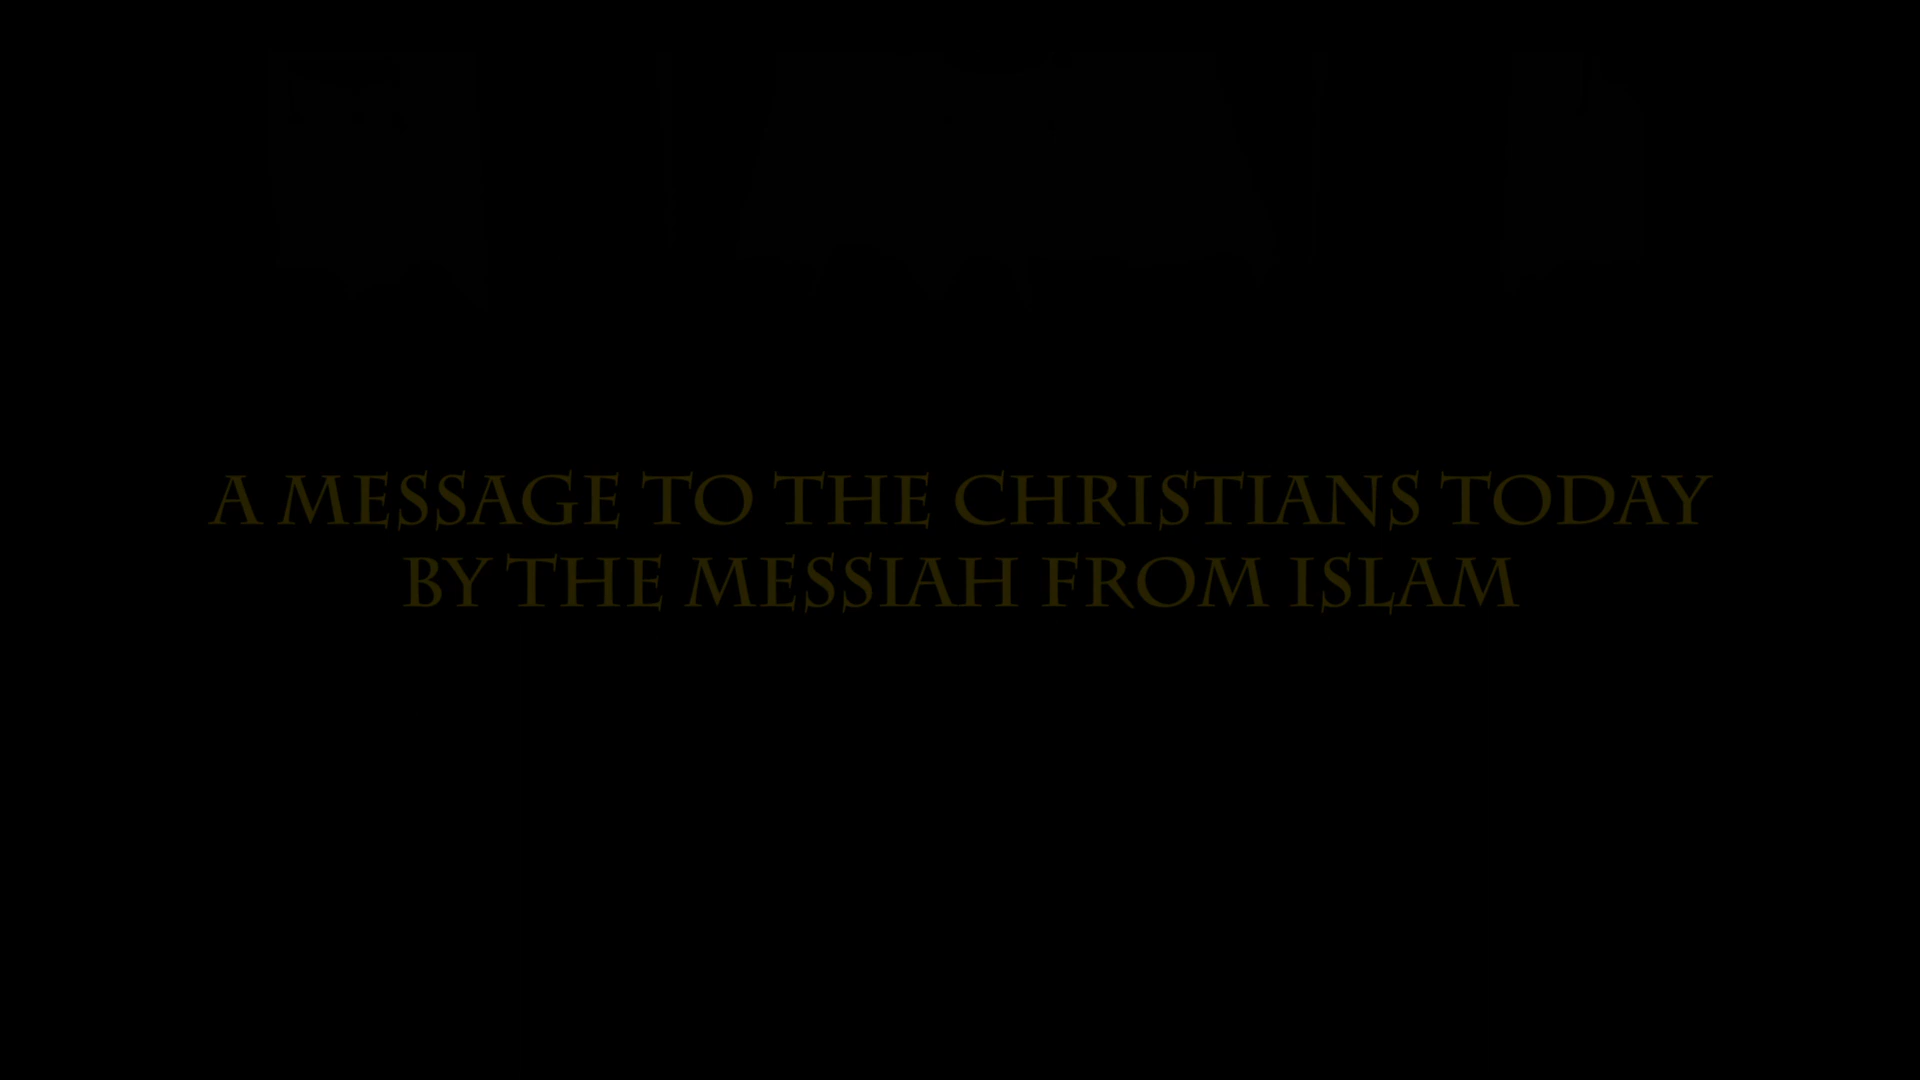 A MESSAGE TO THE CHRISTIANS TODAY
BY THE MESSIAH FROM ISLAM